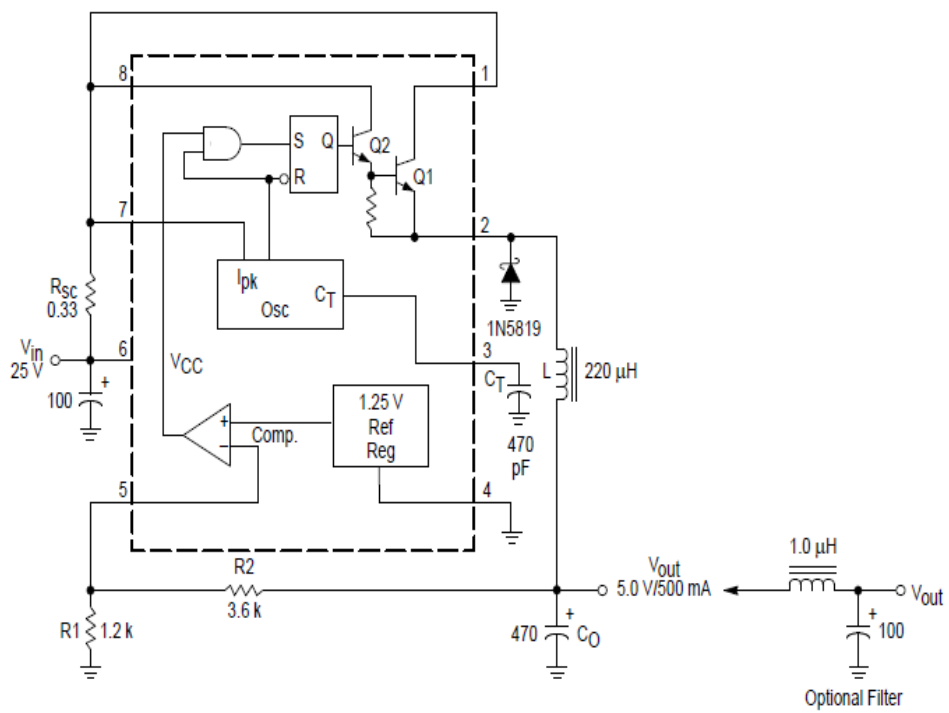 8
1
S Q
Q2
R
Q1
7
2
Ipk
CT
Osc
RSC
0.33
1N5819
Vin
25 V
6
3
VCC
CT
L
220 µH
100
+
+
1.25 V
Ref
Reg
+
–
Comp.
470
pF
5
4
1.0 µH
R2
3.6 k
Vout
5.0 V/500 mA
Vout
R1
1.2 k
470
+
CO
+
100
Optional Filter